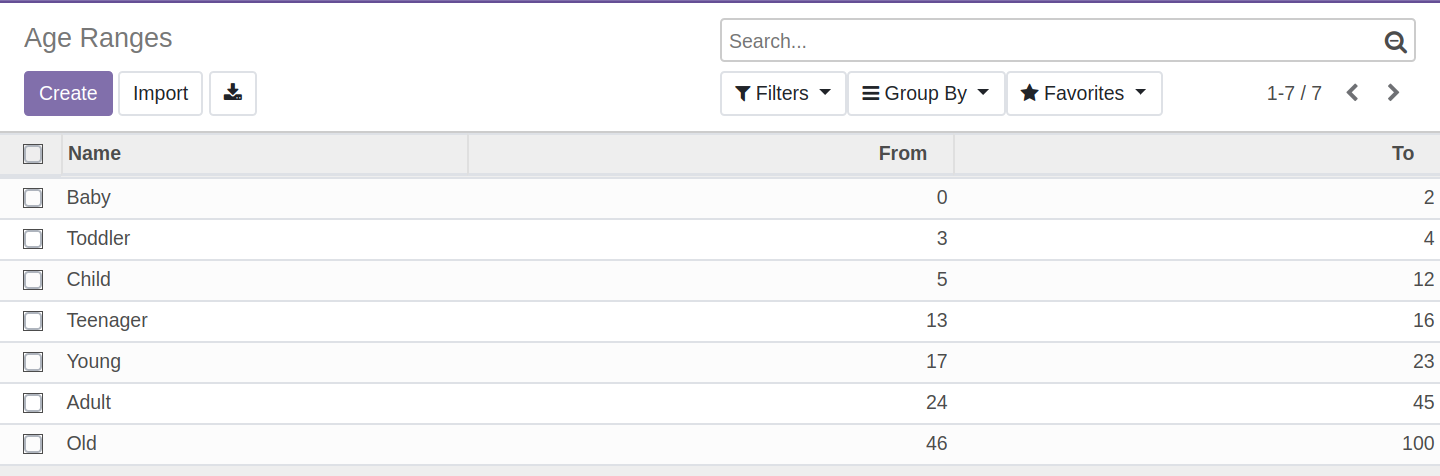 Age Ranges
Search...
Create Import
Filters Group By Favorites 1-7 / 7
Name From To
Baby 0 2
Toddler 3 4
Child 5 12
Teenager 13 16
Young 17 23
Adult 24 45
Old 46 100